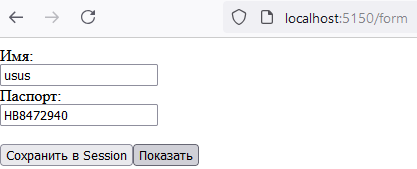 localhost:5150/form
Имя:
usus
Паспорт:
HB8472940
Сохранить в Session Показать